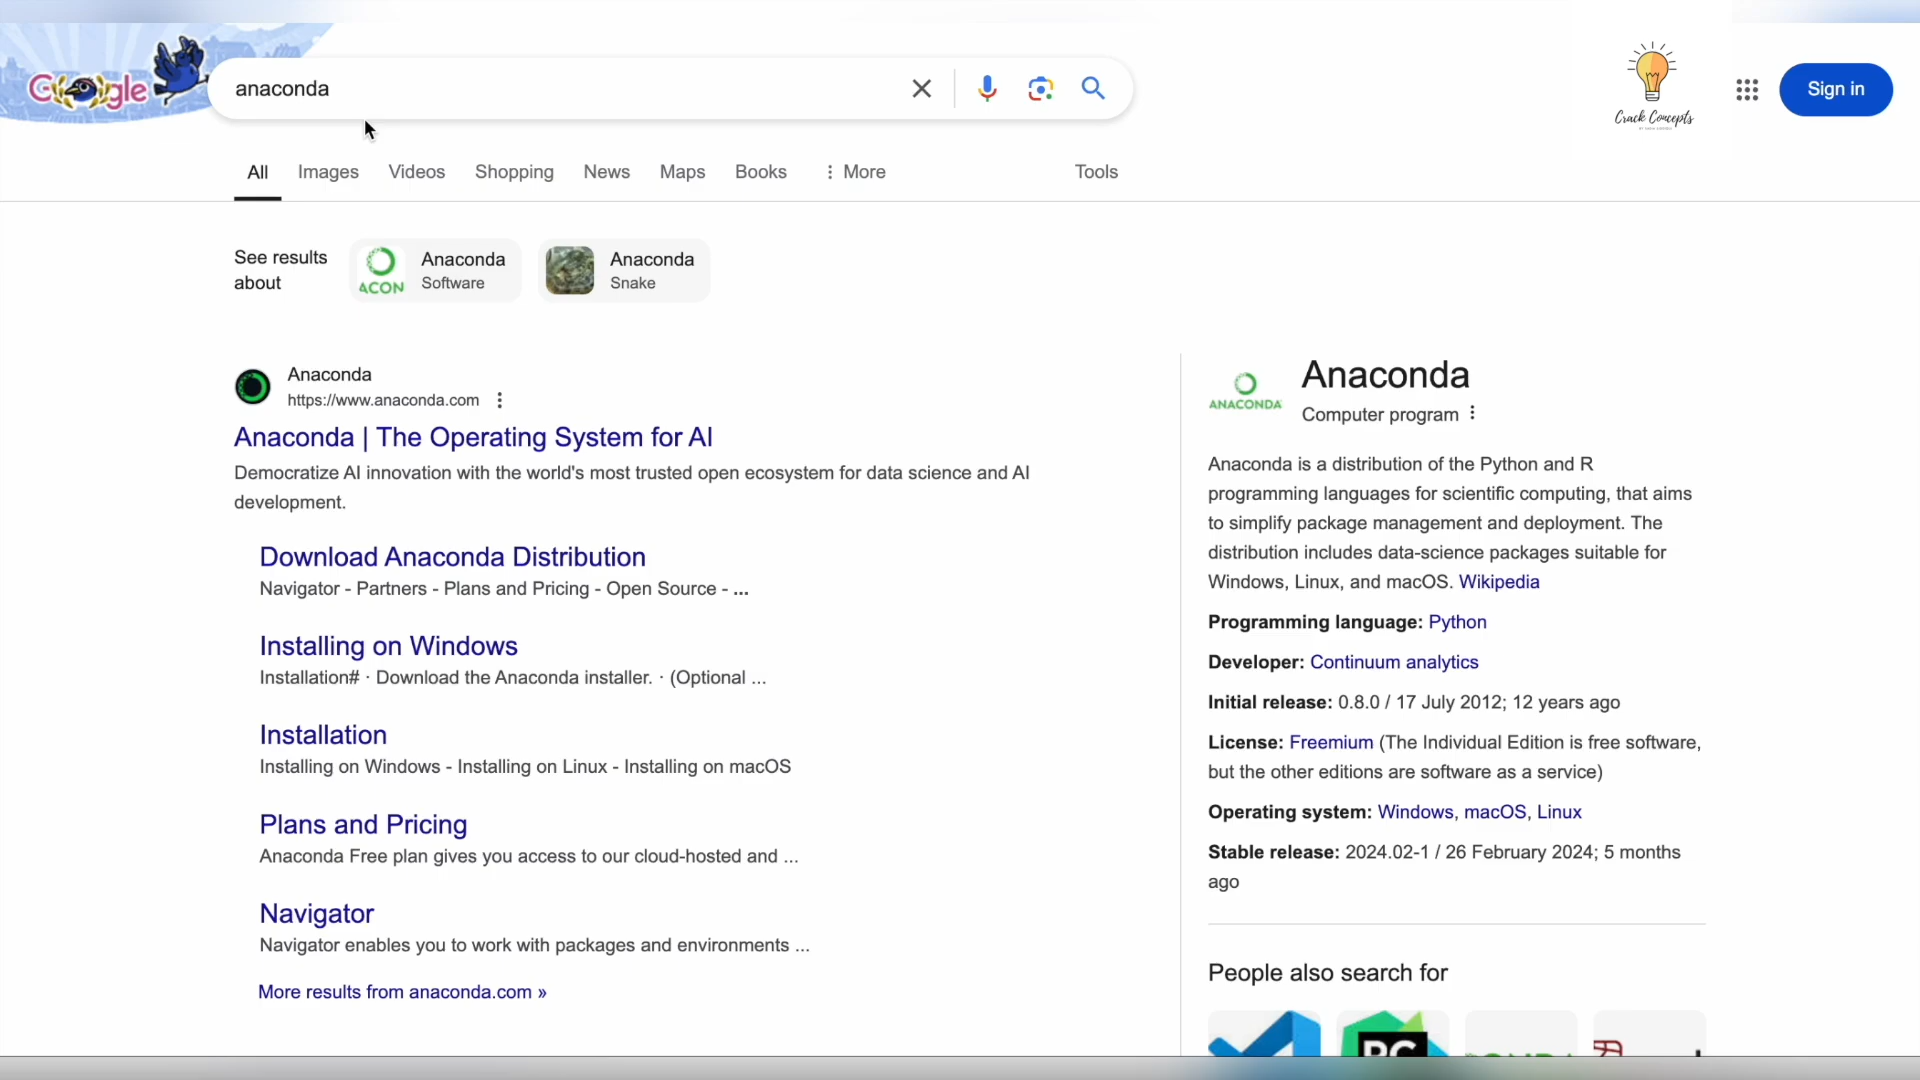 Google
anaconda
Crack Concepts
Sign in
All
Images
Videos
Shopping
News
Maps
Books
More
Tools
See results
about
ACON
Anaconda
Software
Anaconda
Snake
Anaconda
https://www.anaconda.com
Anaconda | The Operating System for AI
Democratize AI innovation with the world's most trusted open ecosystem for data science and AI
development.
Download Anaconda Distribution
Navigator - Partners - Plans and Pricing - Open Source - ...
Installing on Windows
Installation# · Download the Anaconda installer. · (Optional ...
Installation
Installing on Windows - Installing on Linux - Installing on macOS
Plans and Pricing
Anaconda Free plan gives you access to our cloud-hosted and ...
Navigator
Navigator enables you to work with packages and environments ...
More results from anaconda.com »
ANACONDA
Anaconda
Computer program
Anaconda is a distribution of the Python and R
programming languages for scientific computing, that aims
to simplify package management and deployment. The
distribution includes data-science packages suitable for
Windows, Linux, and macOS. Wikipedia
Programming language: Python
Developer: Continuum analytics
Initial release: 0.8.0 / 17 July 2012; 12 years ago
License: Freemium (The Individual Edition is free software,
but the other editions are software as a service)
Operating system: Windows, macOS, Linux
Stable release: 2024.02-1 / 26 February 2024; 5 months
ago
People also search for
PC